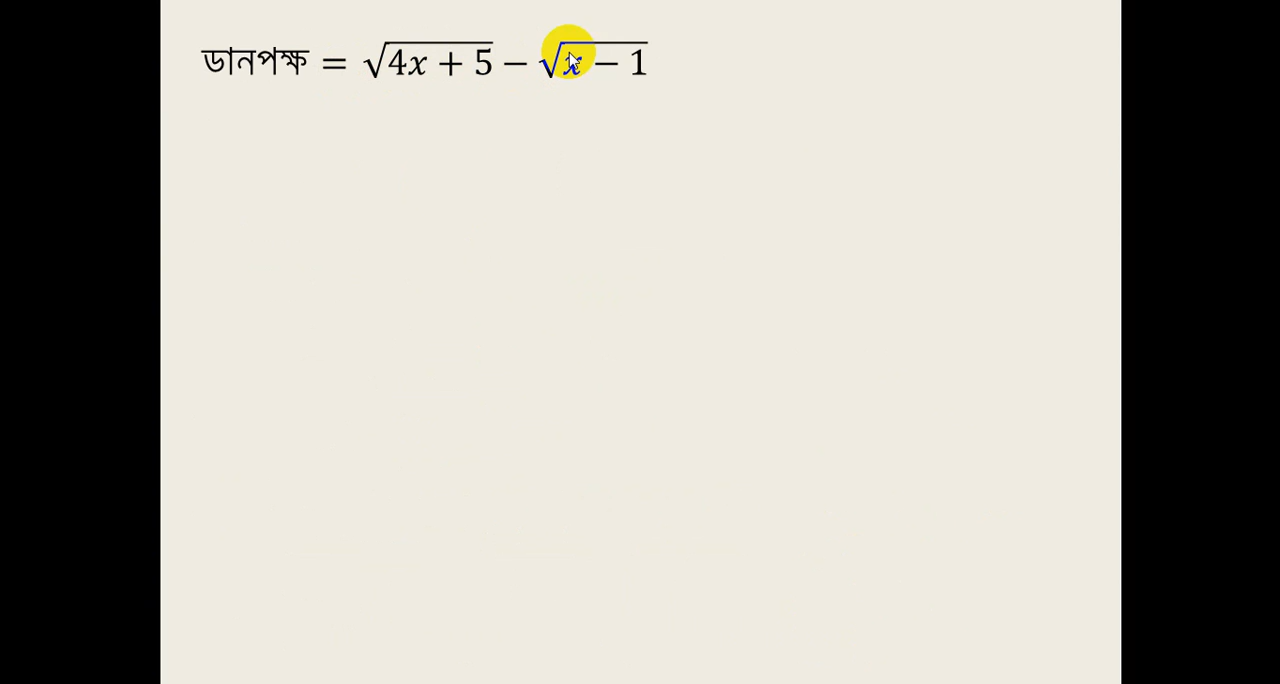 ডানপক্ষ = √(4x + 5) − √(x − 1)